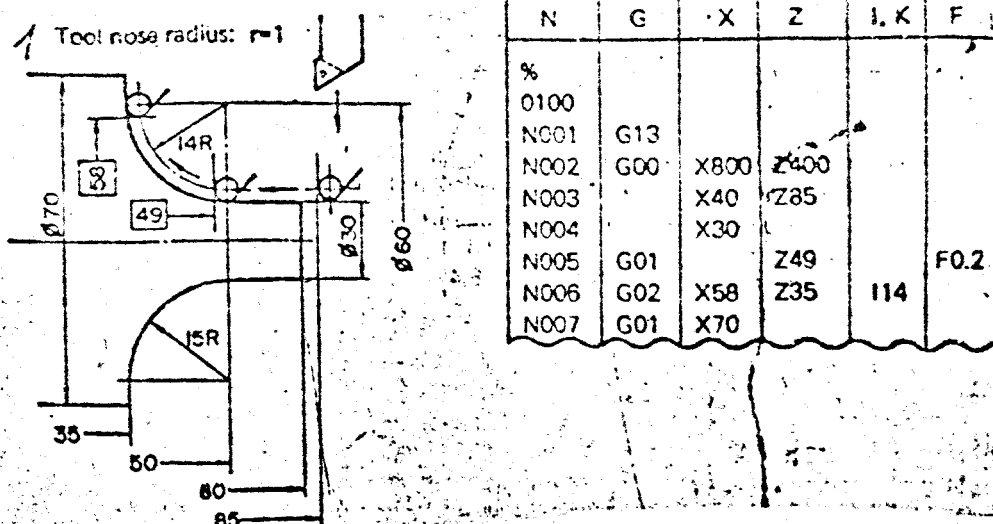 1 Tool nose radius: r=1
14R
58
49
Ø70
Ø30
Ø60
15R
35
50
80
85
N G X Z I. K F
%
0100
N001 G13
N002 G00 X800 Z400
N003 X40 Z85
N004 X30
N005 G01 Z49 F0.2
N006 G02 X58 Z35 I14
N007 G01 X70